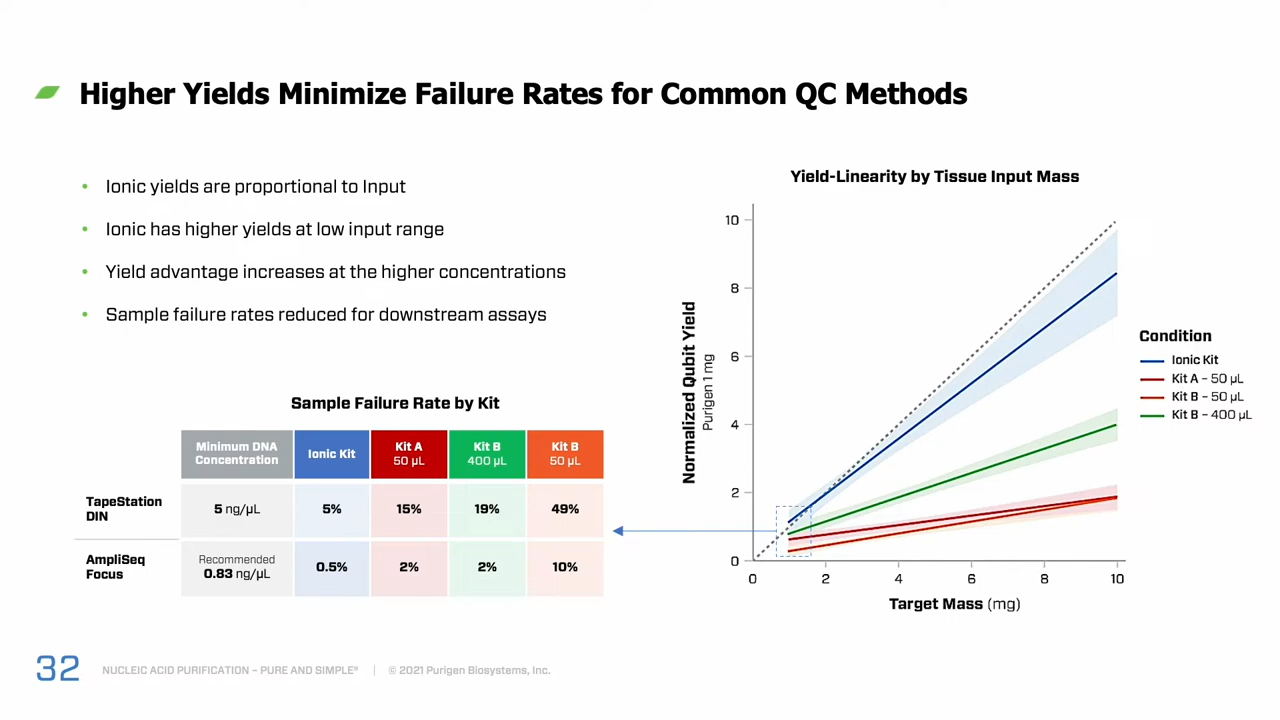 Higher Yields Minimize Failure Rates for Common QC Methods
• Ionic yields are proportional to Input
• Ionic has higher yields at low input range
• Yield advantage increases at the higher concentrations
• Sample failure rates reduced for downstream assays
Sample Failure Rate by Kit
Minimum DNA Concentration
Ionic Kit
Kit A 50 µL
Kit B 400 µL
Kit B 50 µL
TapeStation DIN
5 ng/µL
5%
15%
19%
49%
AmpliSeq Focus
Recommended 0.83 ng/µL
0.5%
2%
2%
10%
Yield-Linearity by Tissue Input Mass
Normalized Qubit Yield
Purigen 1 mg
10
8
6
4
2
0
0
2
4
6
8
10
Target Mass (mg)
Condition
Ionic Kit
Kit A – 50 µL
Kit B – 50 µL
Kit B – 400 µL
32
NUCLEIC ACID PURIFICATION – PURE AND SIMPLE® | © 2021 Purigen Biosystems, Inc.